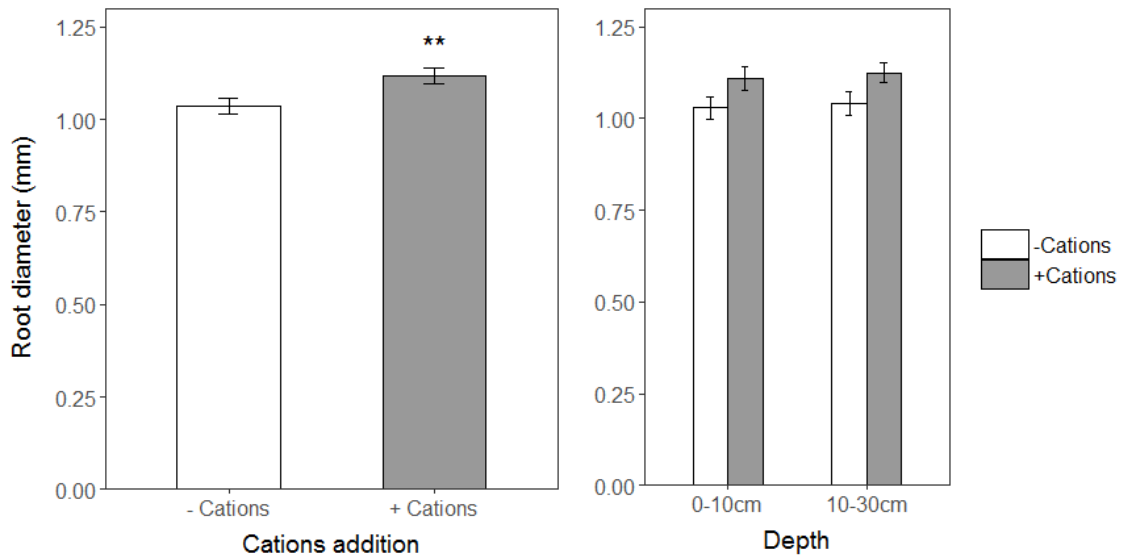 Root diameter (mm)
1.25
1.00
0.75
0.50
0.25
0.00
**
- Cations
+ Cations
Cations addition
1.25
1.00
0.75
0.50
0.25
0.00
0-10cm
10-30cm
Depth
-Cations
+Cations